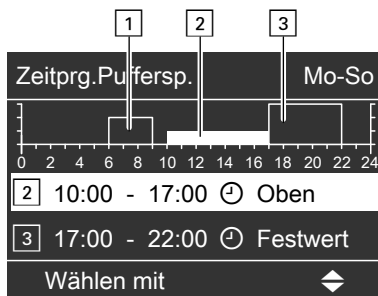 1 2 3
Zeitprg.Puffersp. Mo-So
0 2 4 6 8 10 12 14 16 18 20 22 24
2 10:00 - 17:00 Oben
3 17:00 - 22:00 Festwert
Wählen mit